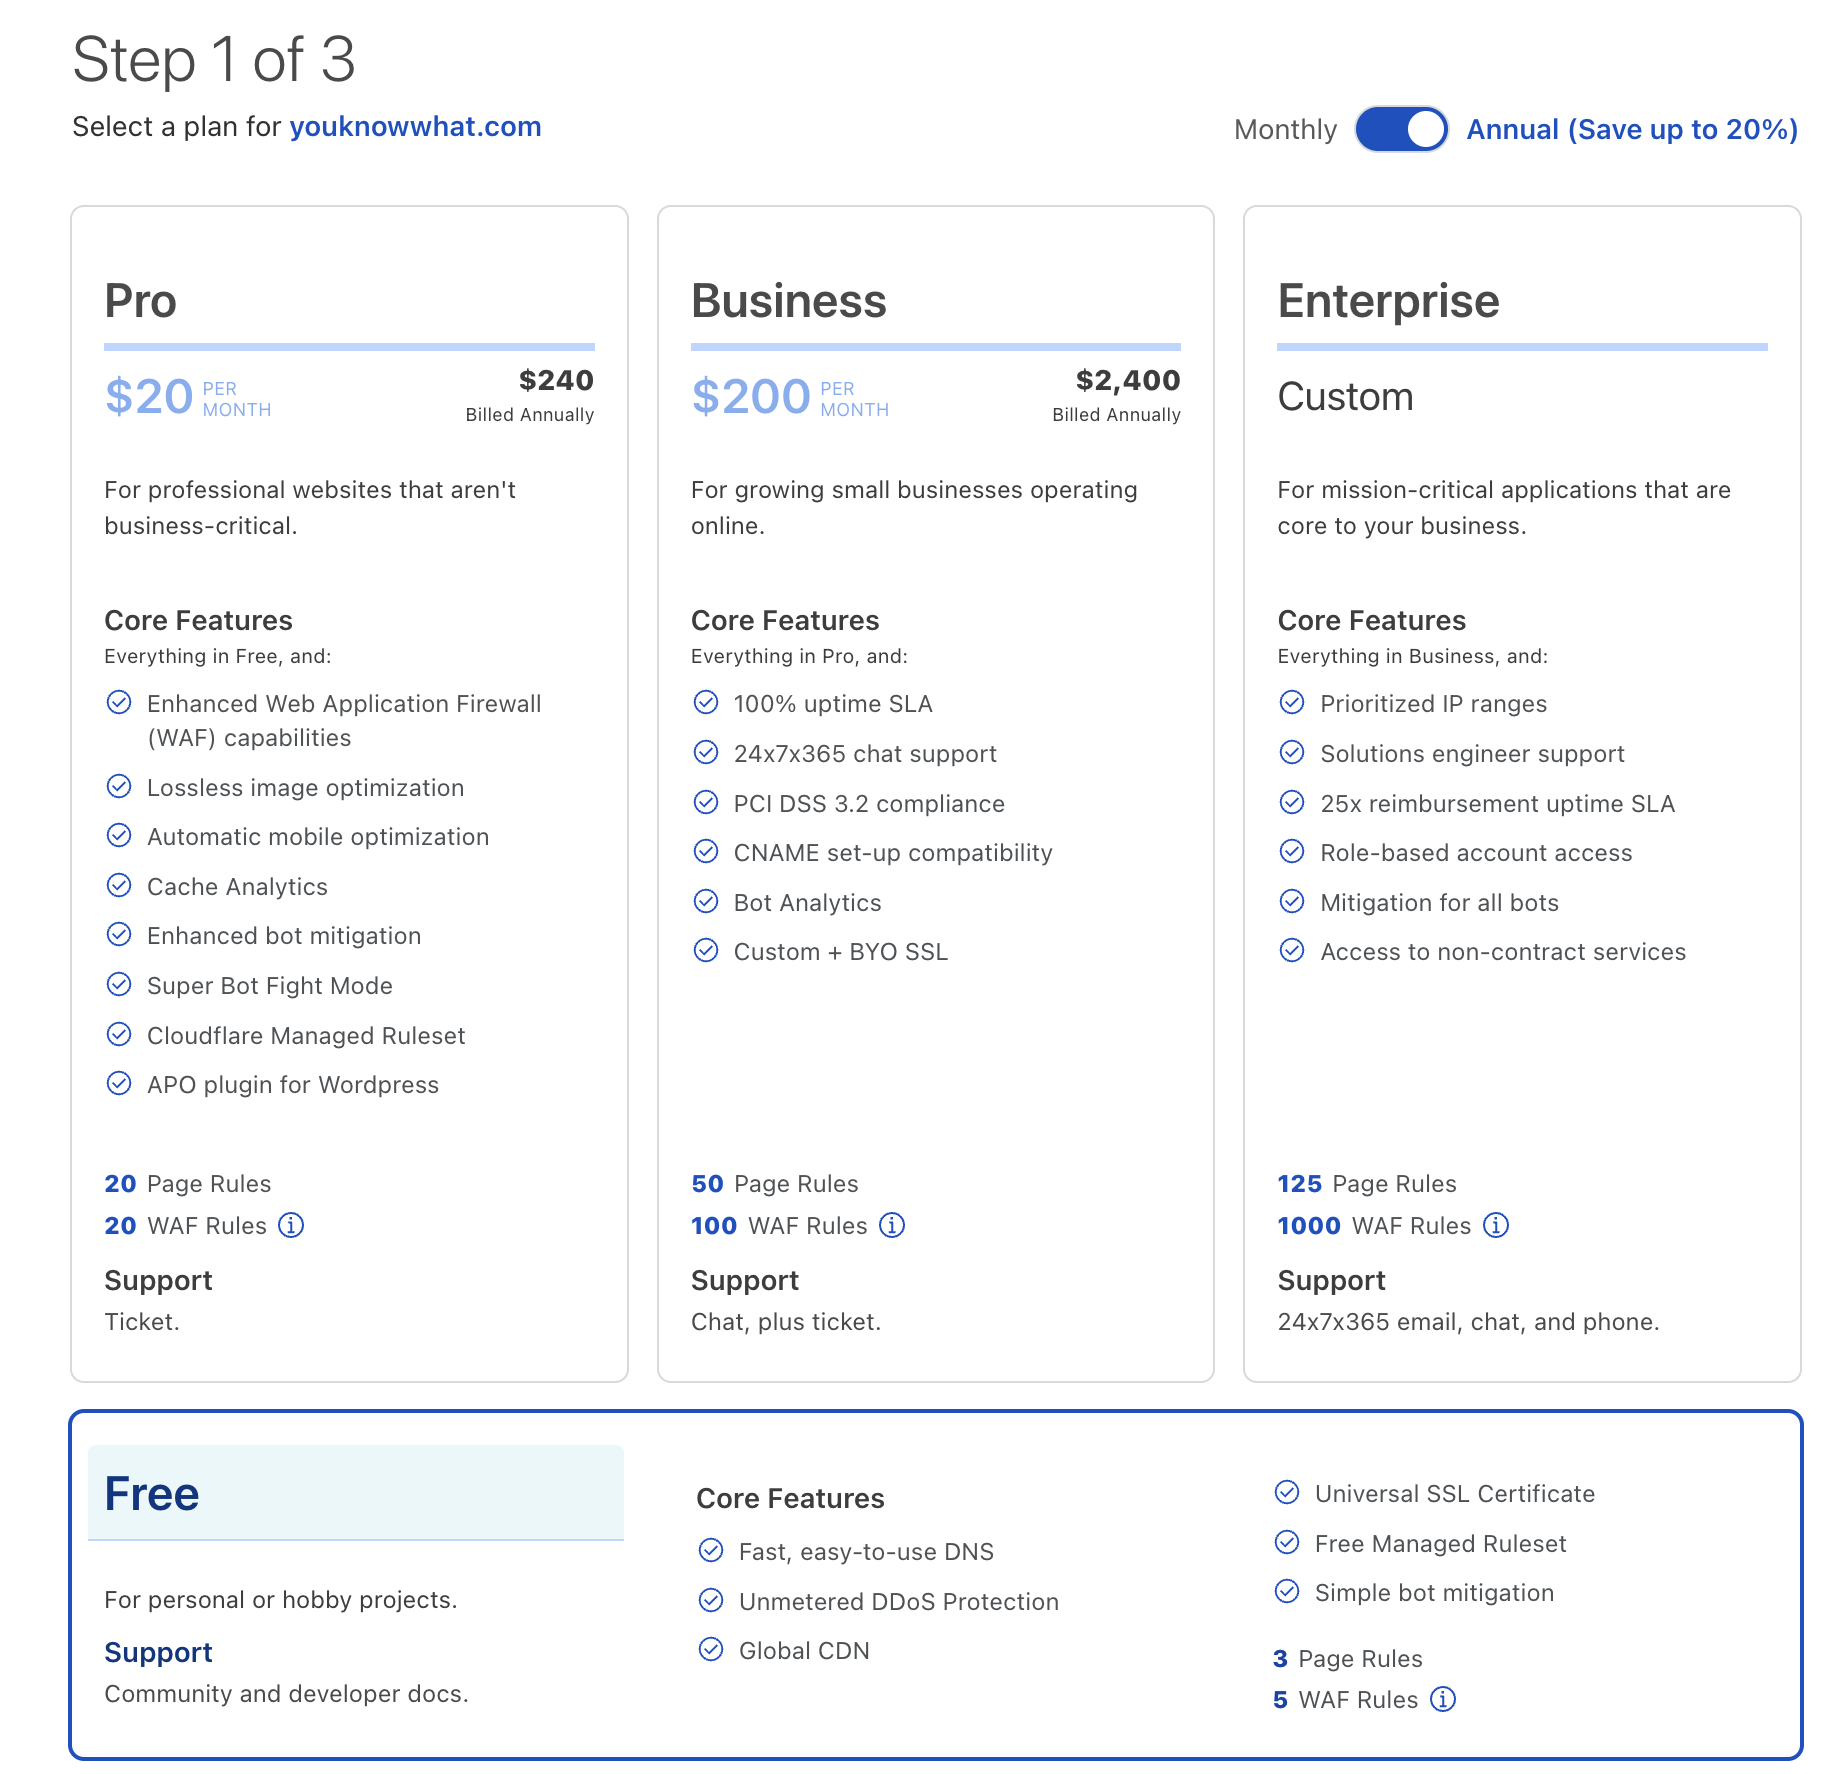 Step 1 of 3
Select a plan for youknowwhat.com
Monthly
Annual (Save up to 20%)
Pro
$20 PER MONTH
$240
Billed Annually
For professional websites that aren't
business-critical.
Core Features
Everything in Free, and:
Enhanced Web Application Firewall
(WAF) capabilities
Lossless image optimization
Automatic mobile optimization
Cache Analytics
Enhanced bot mitigation
Super Bot Fight Mode
Cloudflare Managed Ruleset
APO plugin for Wordpress
20 Page Rules
20 WAF Rules
Support
Ticket.
Business
$200 PER MONTH
$2,400
Billed Annually
For growing small businesses operating
online.
Core Features
Everything in Pro, and:
100% uptime SLA
24x7x365 chat support
PCI DSS 3.2 compliance
CNAME set-up compatibility
Bot Analytics
Custom + BYO SSL
50 Page Rules
100 WAF Rules
Support
Chat, plus ticket.
Enterprise
Custom
For mission-critical applications that are
core to your business.
Core Features
Everything in Business, and:
Prioritized IP ranges
Solutions engineer support
25x reimbursement uptime SLA
Role-based account access
Mitigation for all bots
Access to non-contract services
125 Page Rules
1000 WAF Rules
Support
24x7x365 email, chat, and phone.
Free
For personal or hobby projects.
Support
Community and developer docs.
Core Features
Fast, easy-to-use DNS
Unmetered DDoS Protection
Global CDN
Universal SSL Certificate
Free Managed Ruleset
Simple bot mitigation
3 Page Rules
5 WAF Rules